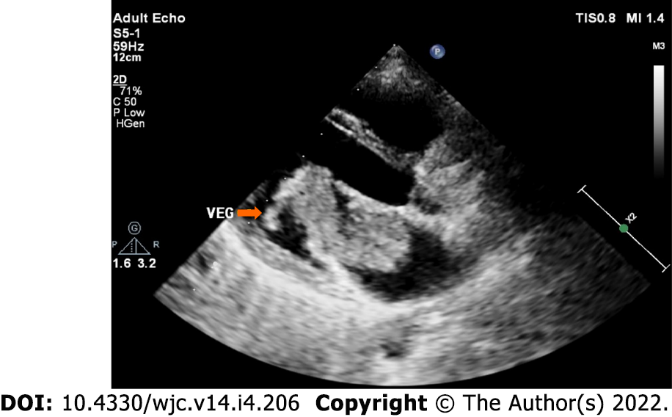 Adult Echo
TIS0.8 MI 1.4
S5-1
59Hz
12cm
M3
2D
71%
C 50
P Low
HGen
P
x2
VEG
G
P R
1.6 3.2
DOI: 10.4330/wjc.v14.i4.206 Copyright © The Author(s) 2022.